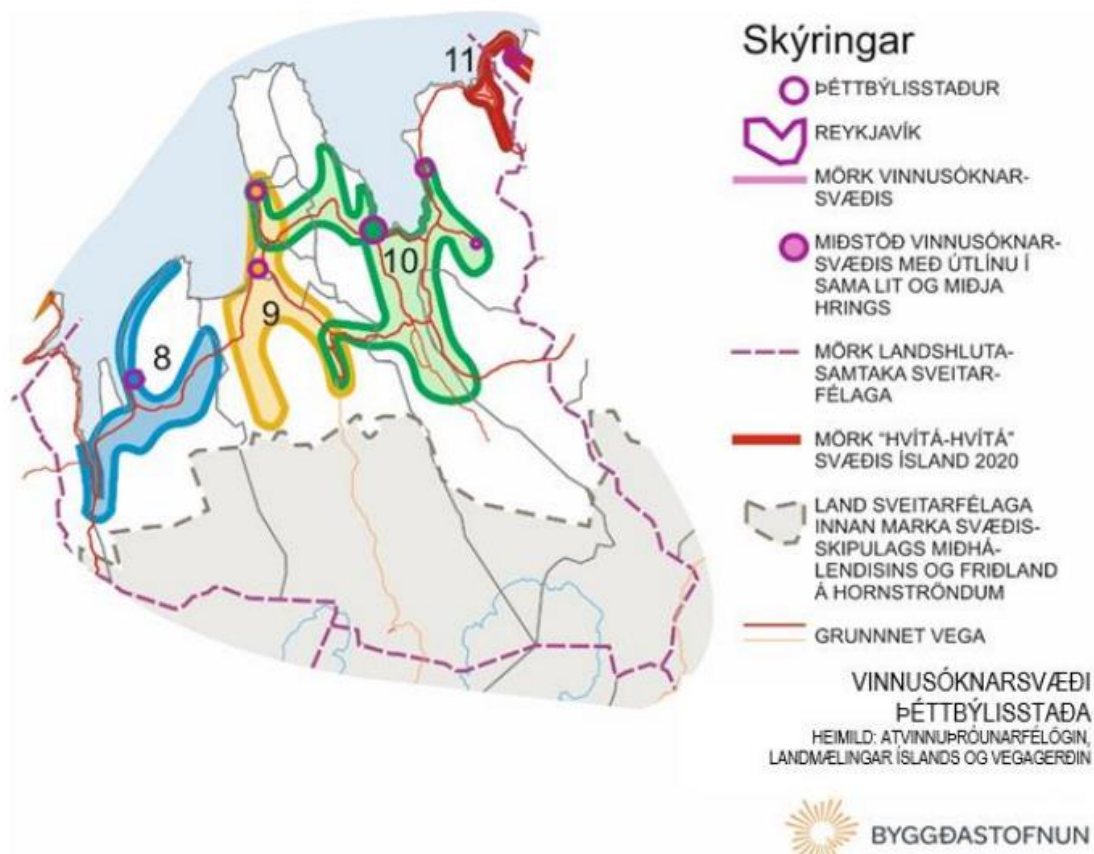 11
10
9
8
Skýringar
ÞÉTTBÝLISSTAÐUR
REYKJAVÍK
MÖRK VINNUSÓKNAR-
SVÆÐIS
MIÐSTÖÐ VINNUSÓKNAR-
SVÆÐIS MEÐ ÚTLÍNU Í
SAMA LIT OG MIÐJA
HRINGS
MÖRK LANDSHLUTA-
SAMTAKA SVEITAR-
FÉLAGA
MÖRK "HVÍTÁ-HVÍTÁ"
SVÆÐIS ÍSLAND 2020
LAND SVEITARFÉLAGA
INNAN MARKA SVÆÐIS-
SKIPULAGS MIÐHÁ-
LENDISINS OG FRIÐLAND
Á HORNSTRÖNDUM
GRUNNNET VEGA
VINNUSÓKNARSVÆÐI
ÞÉTTBÝLISSTAÐA
HEIMILD: ATVINNUÞRÓUNARFÉLÖGIN,
LANDMÆLINGAR ÍSLANDS OG VEGAGERÐIN
BYGGÐASTOFNUN